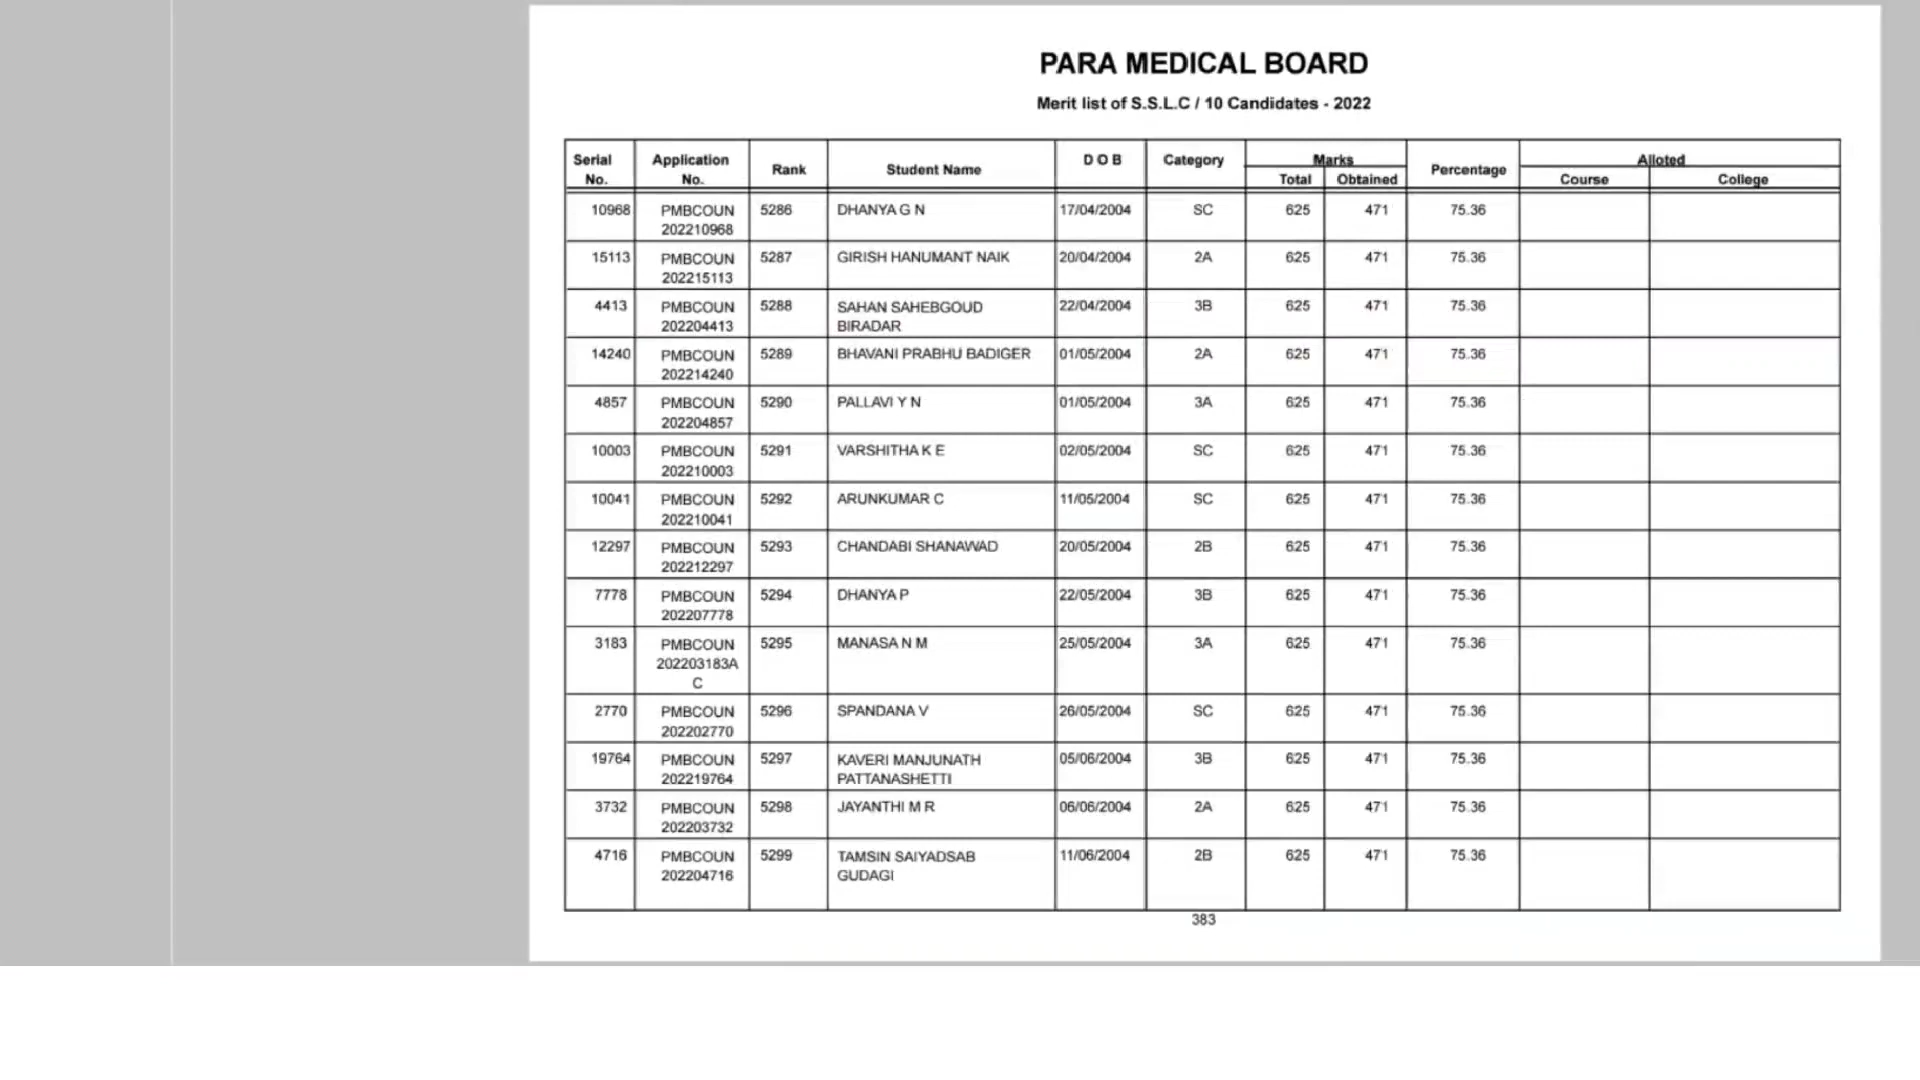 PARA MEDICAL BOARD
Merit list of S.S.L.C / 10 Candidates - 2022
Serial No. Application No. Rank Student Name D O B Category Marks Percentage Alloted
Total Obtained Course College
10968 PMBCOUN 5286 DHANYA G N 17/04/2004 SC 625 471 75.36
202210968
15113 PMBCOUN 5287 GIRISH HANUMANT NAIK 20/04/2004 2A 625 471 75.36
202215113
4413 PMBCOUN 5288 SAHAN SAHEBGOUD 22/04/2004 3B 625 471 75.36
202204413 BIRADAR
14240 PMBCOUN 5289 BHAVANI PRABHU BADIGER 01/05/2004 2A 625 471 75.36
202214240
4857 PMBCOUN 5290 PALLAVI Y N 01/05/2004 3A 625 471 75.36
202204857
10003 PMBCOUN 5291 VARSHITHA K E 02/05/2004 SC 625 471 75.36
202210003
10041 PMBCOUN 5292 ARUNKUMAR C 11/05/2004 SC 625 471 75.36
202210041
12297 PMBCOUN 5293 CHANDABI SHANAWAD 20/05/2004 2B 625 471 75.36
202212297
7778 PMBCOUN 5294 DHANYA P 22/05/2004 3B 625 471 75.36
202207778
3183 PMBCOUN 5295 MANASA N M 25/05/2004 3A 625 471 75.36
202203183A
C
2770 PMBCOUN 5296 SPANDANA V 26/05/2004 SC 625 471 75.36
202202770
19764 PMBCOUN 5297 KAVERI MANJUNATH 05/06/2004 3B 625 471 75.36
202219764 PATTANASHETTI
3732 PMBCOUN 5298 JAYANTHI M R 06/06/2004 2A 625 471 75.36
202203732
4716 PMBCOUN 5299 TAMSIN SAIYADSAB 11/06/2004 2B 625 471 75.36
202204716 GUDAGI
383